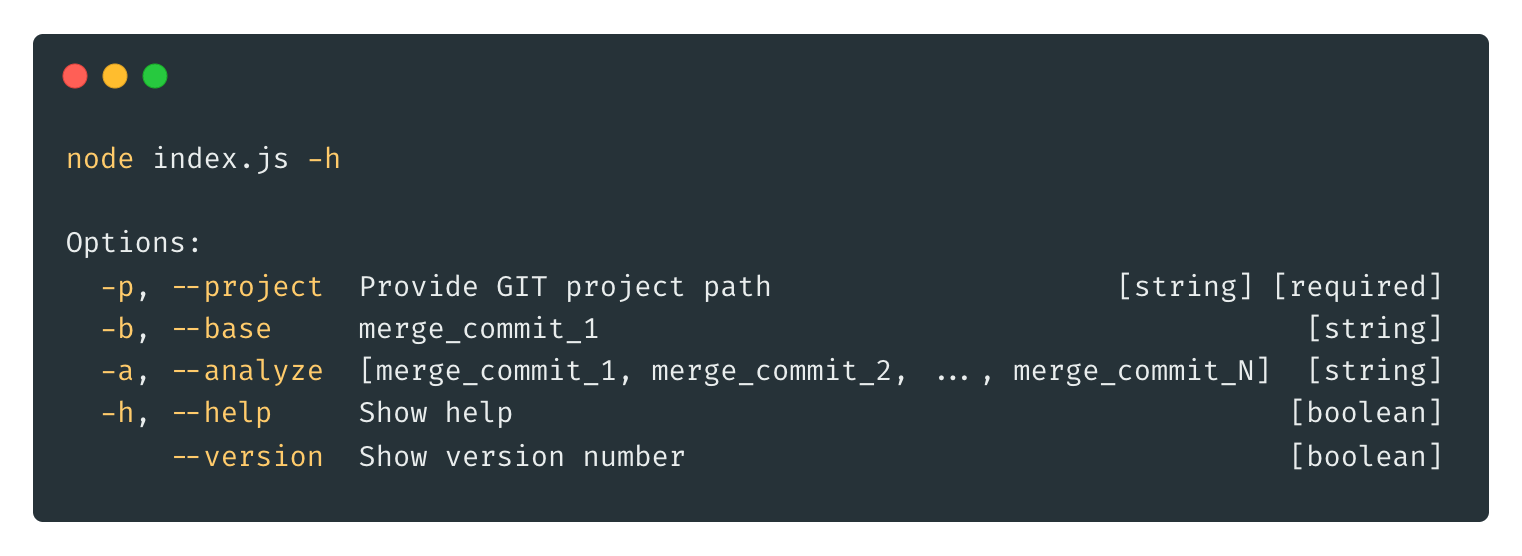 node index.js -h
Options:
-p, --project  Provide GIT project path  [string] [required]
-b, --base  merge_commit_1  [string]
-a, --analyze  [merge_commit_1, merge_commit_2, ..., merge_commit_N]  [string]
-h, --help  Show help  [boolean]
--version  Show version number  [boolean]